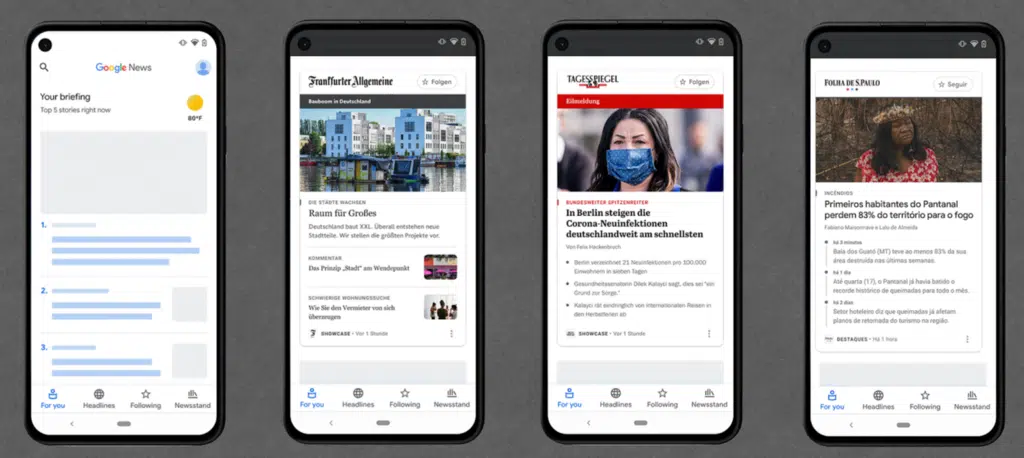 Google News
Your briefing
Top 5 stories right now
80°F
1.
2.
3.
For you
Headlines
Following
Newsstand
Frankfurter Allgemeine
Folgen
Bauboom in Deutschland
DIE STÄDTE WACHSEN
Raum für Großes
Deutschland baut XXL. Überall entstehen neue
Stadtteile. Wir stellen die größten Projekte vor.
KOMMENTAR
Das Prinzip „Stadt" am Wendepunkt
SCHWIERIGE WOHNUNGSSUCHE
Wie Sie den Vermieter von sich
überzeugen
SHOWCASE • Vor 1 Stunde
For you
Headlines
Following
Newsstand
TAGESSPIEGEL
Folgen
Eilmeldung
BUNDESWEITER SPITZENREITER
In Berlin steigen die
Corona-Neuinfektionen
deutschlandweit am schnellsten
Von Felix Hackenbruch
Berlin verzeichnet 21 Neuinfektionen pro 100.000
Einwohnern in sieben Tagen
Gesundheitssenatorin Dilek Kalayci sagt, dies sei "ein
Grund zur Sorge."
Kalayci rät eindringlich von internationalen Reisen in
den Herbstferien ab
SHOWCASE • Vor 1 Stunde
For you
Headlines
Following
Newsstand
FOLHA DE S.PAULO
Seguir
INCÊNDIOS
Primeiros habitantes do Pantanal
perdem 83% do território para o fogo
Fabiano Maisonnave e Lalo de Almeida
há 3 minutos
Baía dos Guató (MT) teve ao menos 83% da sua
área destruída nas últimas semanas.
há 1 dia
Até quarta (17), o Pantanal já havia batido o
recorde histórico de queimadas para todo o mês.
há 2 dias
Setor hoteleiro diz que queimadas já afetam
planos de retomada do turismo na região.
DESTAQUES • Há 1 hora
For you
Headlines
Following
Newsstand